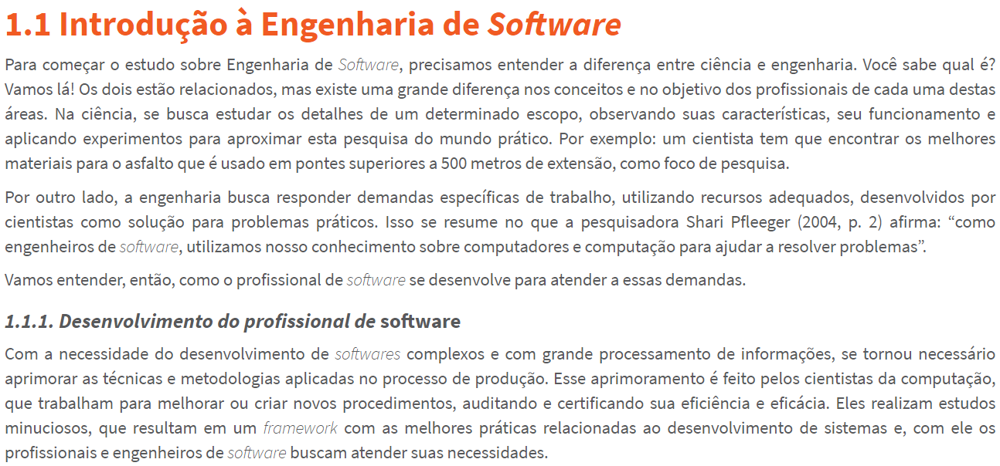 1.1 Introdução à Engenharia de Software
Para começar o estudo sobre Engenharia de Software, precisamos entender a diferença entre ciência e engenharia. Você sabe qual é?
Vamos lá! Os dois estão relacionados, mas existe uma grande diferença nos conceitos e no objetivo dos profissionais de cada uma destas
áreas. Na ciência, se busca estudar os detalhes de um determinado escopo, observando suas características, seu funcionamento e
aplicando experimentos para aproximar esta pesquisa do mundo prático. Por exemplo: um cientista tem que encontrar os melhores
materiais para o asfalto que é usado em pontes superiores a 500 metros de extensão, como foco de pesquisa.
Por outro lado, a engenharia busca responder demandas específicas de trabalho, utilizando recursos adequados, desenvolvidos por
cientistas como solução para problemas práticos. Isso se resume no que a pesquisadora Shari Pfleeger (2004, p. 2) afirma: “como
engenheiros de software, utilizamos nosso conhecimento sobre computadores e computação para ajudar a resolver problemas”.
Vamos entender, então, como o profissional de software se desenvolve para atender a essas demandas.
1.1.1. Desenvolvimento do profissional de software
Com a necessidade do desenvolvimento de softwares complexos e com grande processamento de informações, se tornou necessário
aprimorar as técnicas e metodologias aplicadas no processo de produção. Esse aprimoramento é feito pelos cientistas da computação,
que trabalham para melhorar ou criar novos procedimentos, auditando e certificando sua eficiência e eficácia. Eles realizam estudos
minuciosos, que resultam em um framework com as melhores práticas relacionadas ao desenvolvimento de sistemas e, com ele os
profissionais e engenheiros de software buscam atender suas necessidades.